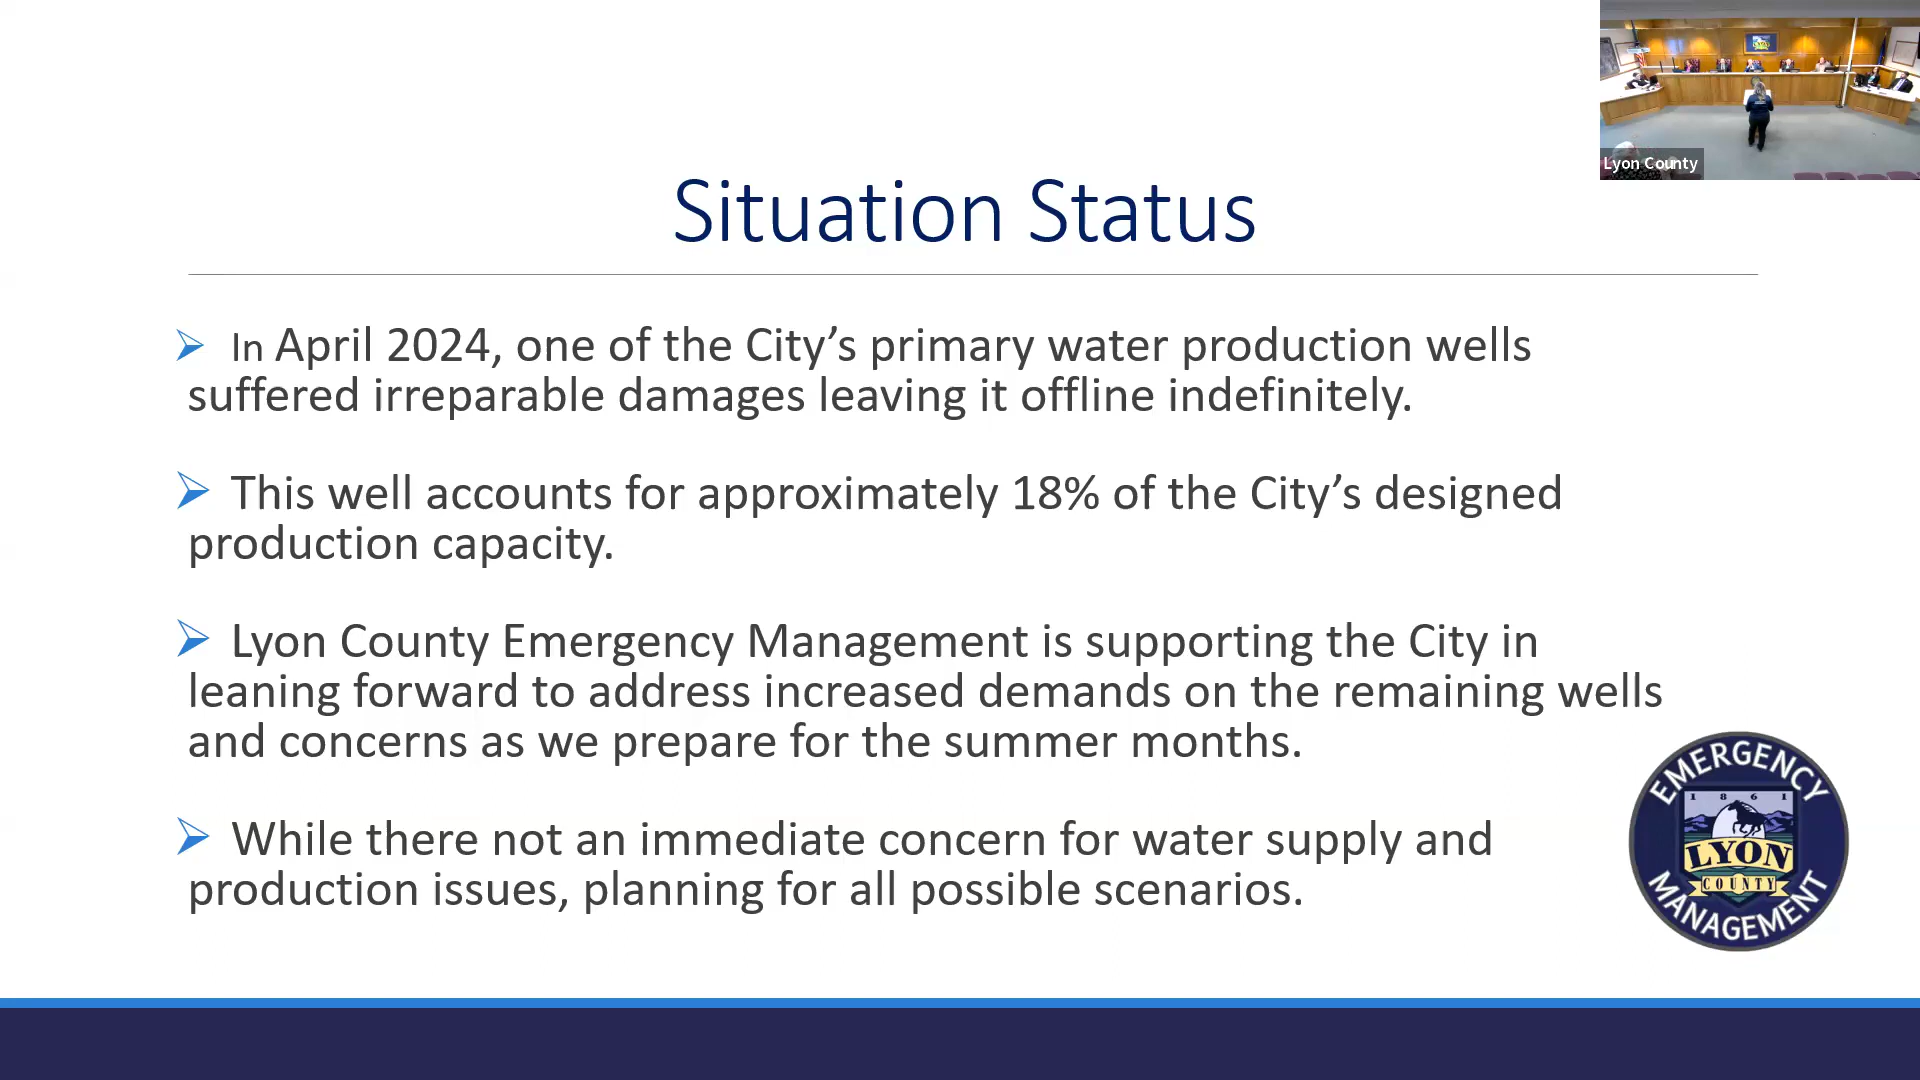 Lyon County
Situation Status
In April 2024, one of the City’s primary water production wells
suffered irreparable damages leaving it offline indefinitely.
This well accounts for approximately 18% of the City’s designed
production capacity.
Lyon County Emergency Management is supporting the City in
leaning forward to address increased demands on the remaining wells
and concerns as we prepare for the summer months.
While there not an immediate concern for water supply and
production issues, planning for all possible scenarios.
EMERGENCY
1861
LYON
COUNTY
MANAGEMENT